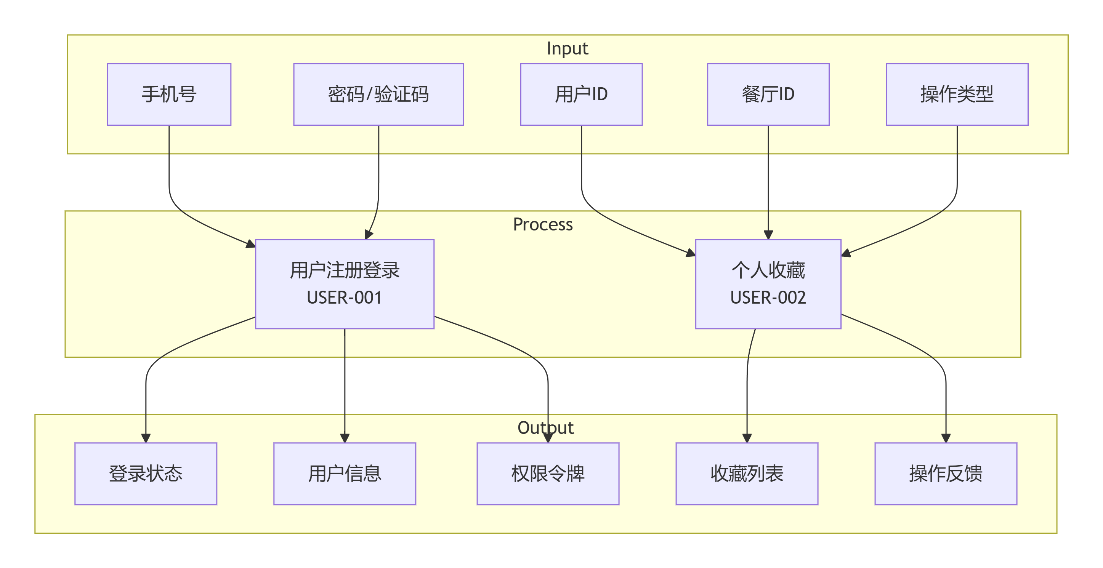 Input
手机号
密码/验证码
用户ID
餐厅ID
操作类型
Process
用户注册登录
USER-001
个人收藏
USER-002
Output
登录状态
用户信息
权限令牌
收藏列表
操作反馈